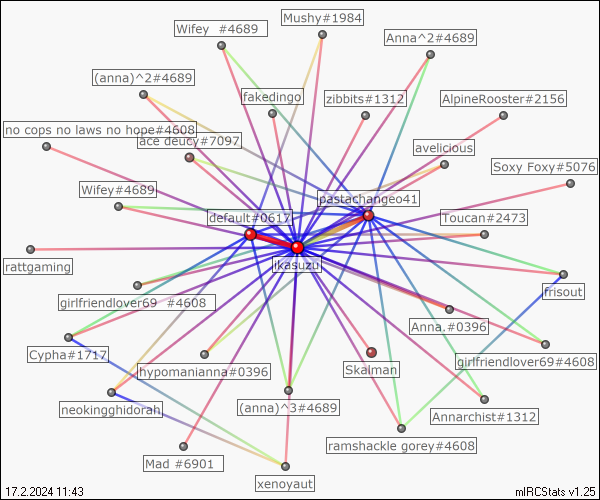 Mushy#1984
Wifey  #4689
Anna^2#4689
(anna)^2#4689
fakedingo
zibbits#1312
AlpineRooster#2156
no cops no laws no hope#4608
ace deucy#7097
avelicious
Soxy Foxy#5076
Wifey#4689
pastachangeo41
default#0617
Toucan#2473
rattgaming
ikasuzu
frisout
girlfriendlover69  #4608
Anna.#0396
Cypha#1717
girlfriendlover69#4608
hypomanianna#0396
Skalman
neokingghidorah
(anna)^3#4689
Annarchist#1312
ramshackle gorey#4608
Mad #6901
xenoyaut
17.2.2024 11:43
mIRCStats v1.25